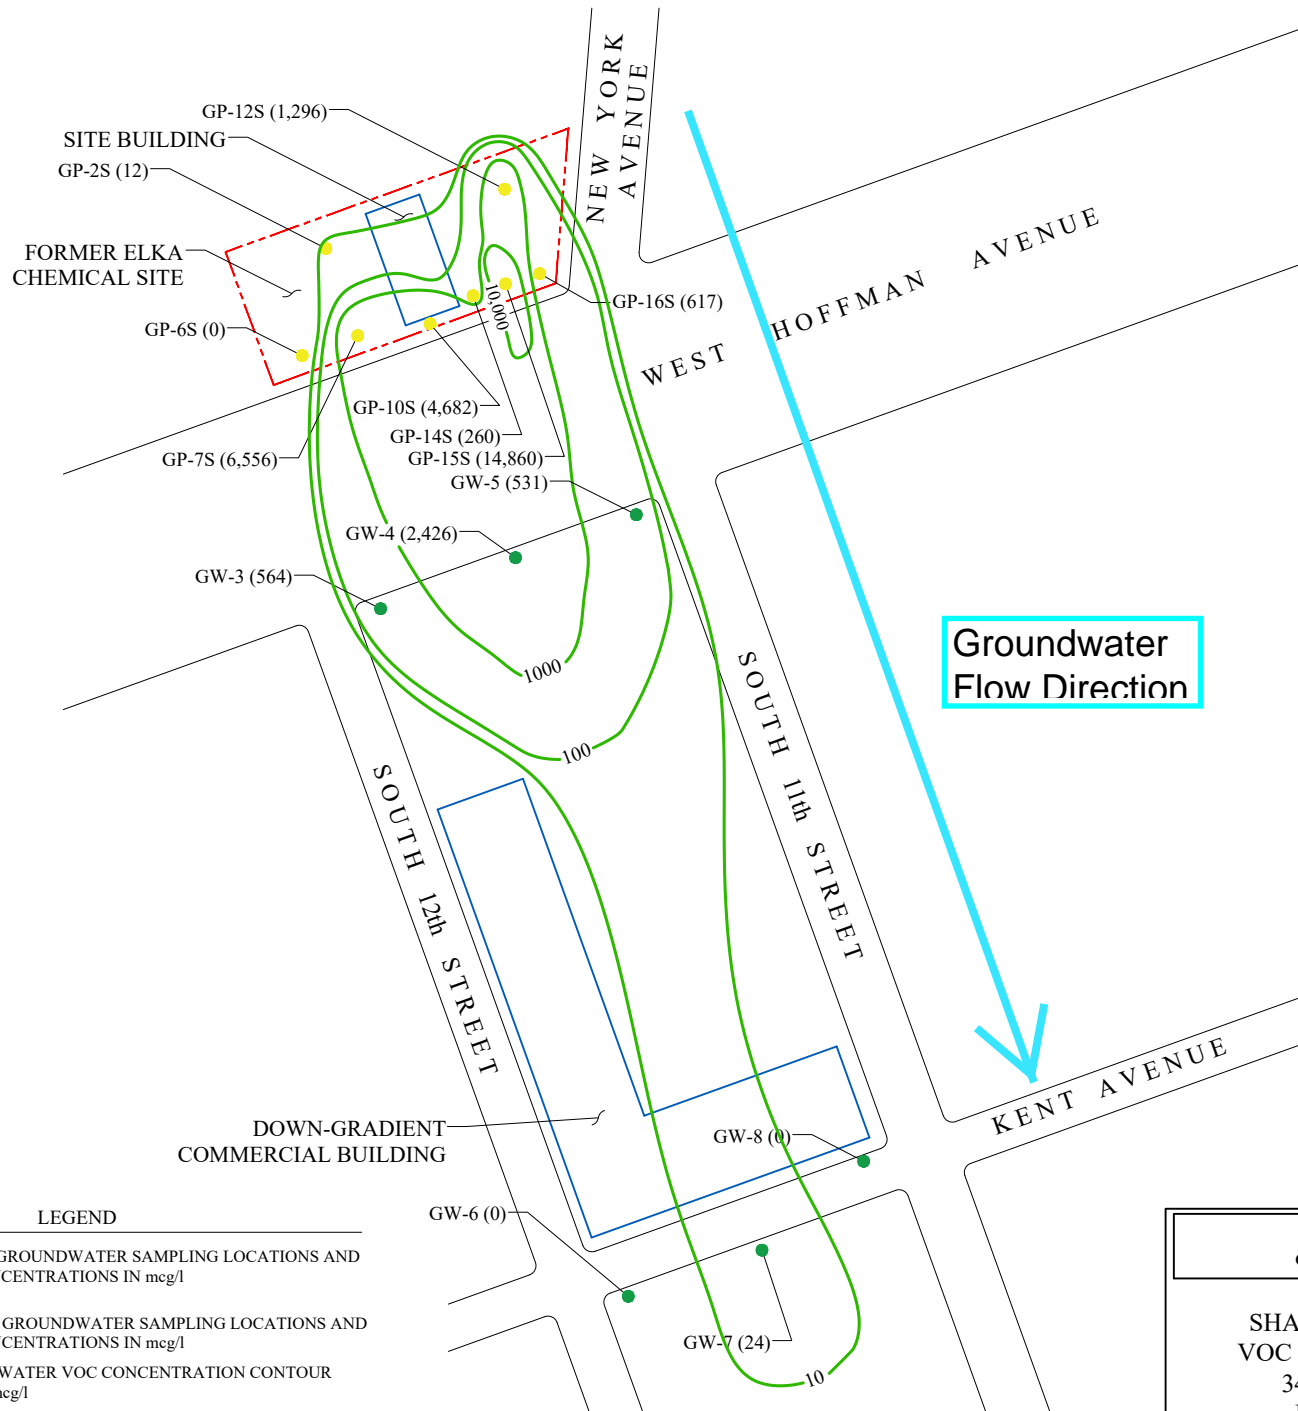 NEW YORK
AVENUE
GP-12S (1,296)
SITE BUILDING
GP-2S (12)
FORMER ELKA
CHEMICAL SITE
GP-6S (0)
10,000
GP-16S (617)
WEST HOFFMAN AVENUE
GP-10S (4,682)
GP-14S (260)
GP-15S (14,860)
GP-7S (6,556)
GW-5 (531)
GW-4 (2,426)
GW-3 (564)
1000
100
Groundwater
Flow Direction
SOUTH 11th STREET
SOUTH 12th STREET
KENT AVENUE
DOWN-GRADIENT
COMMERCIAL BUILDING
GW-8 (0)
GW-6 (0)
GW-7 (24)
10
LEGEND
GROUNDWATER SAMPLING LOCATIONS AND
CENTRATIONS IN mcg/l
GROUNDWATER SAMPLING LOCATIONS AND
CENTRATIONS IN mcg/l
WATER VOC CONCENTRATION CONTOUR
mcg/l
SHA
VOC
34